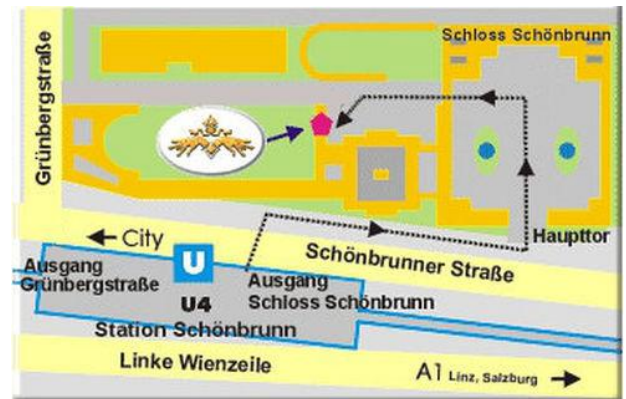 Schloss Schönbrunn
Grünbergstraße
Haupttor
City
Schönbrunner Straße
Ausgang
Grünbergstraße
U
U4
Ausgang
Schloss Schönbrunn
Station Schönbrunn
Linke Wienzeile
A1 Linz, Salzburg